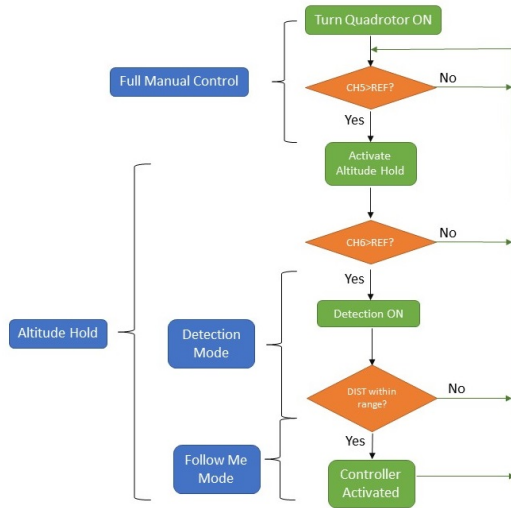 Turn Quadrotor ON
Full Manual Control
CH5>REF?
No
Yes
Activate
Altitude Hold
CH6>REF?
No
Yes
Detection ON
Altitude Hold
Detection
Mode
DIST within
range?
No
Yes
Follow Me
Mode
Controller
Activated